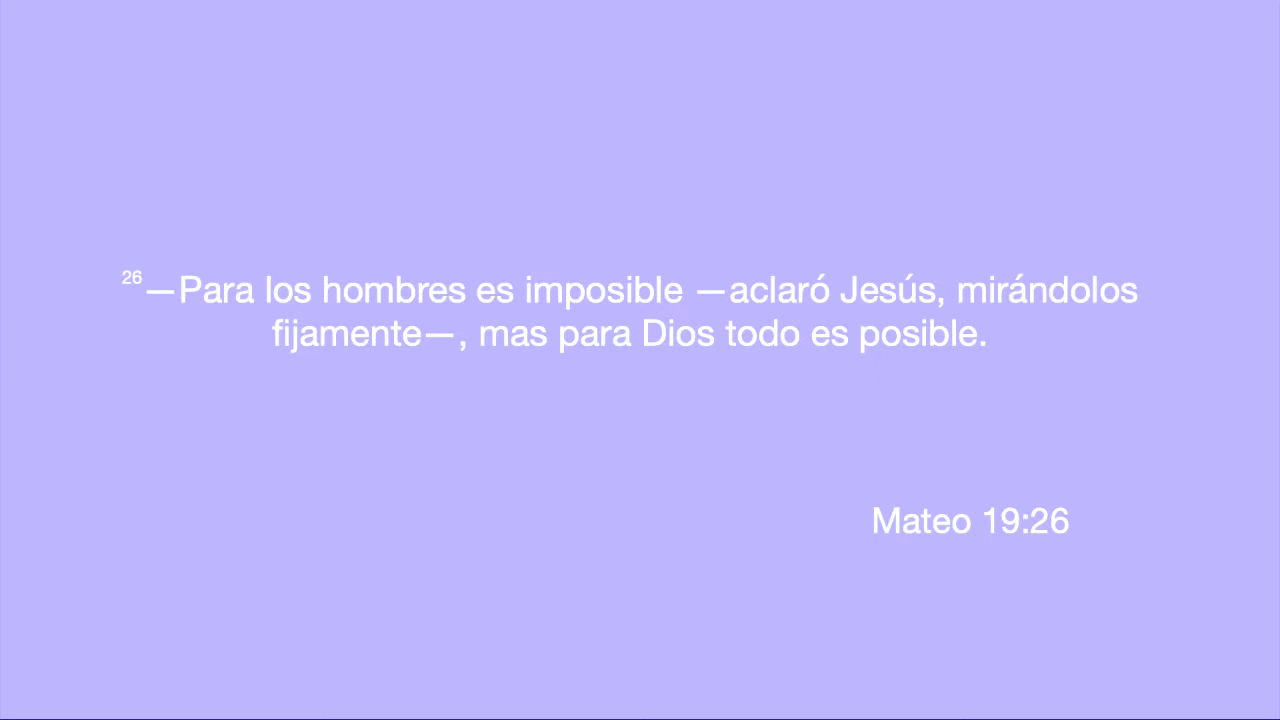 26—Para los hombres es imposible —aclaró Jesús, mirándolos
fijamente—, mas para Dios todo es posible.
Mateo 19:26